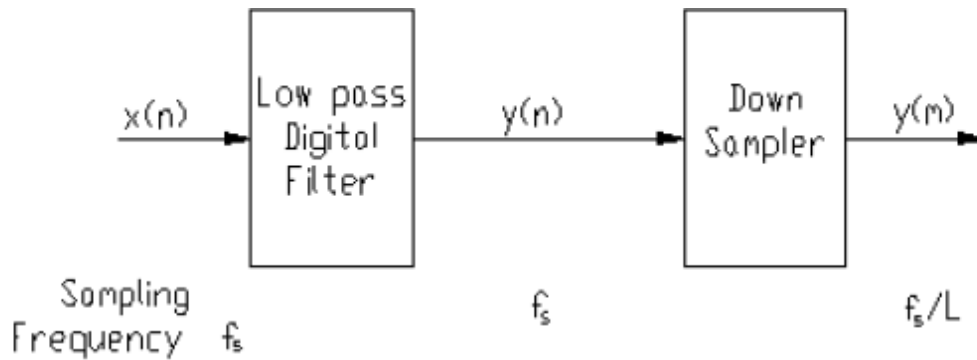 x(n)
Low pass
Digital
Filter
y(n)
Down
Sampler
y(m)
Sampling
Frequency fs
fs
fs/L